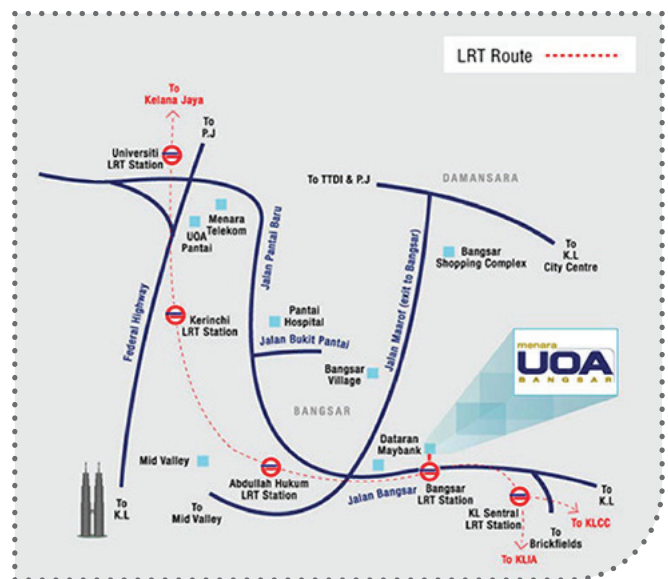 LRT Route
To
Kelana Jaya
To
P.J
Universiti
LRT Station
To TTDI & P.J
DAMANSARA
Menara
Telekom
UOA
Pantai
Jalan Pantai Baru
Bangsar
Shopping Complex
To
K.L
City Centre
Federal Highway
Kerinchi
LRT Station
Pantai
Hospital
Jalan Bukit Pantai
Jalan Maarof (exit to Bangsar)
Bangsar
Village
menara
UOA
BANGSAR
BANGSAR
Dataran
Maybank
Mid Valley
Abdullah Hukum
LRT Station
Jalan Bangsar
Bangsar
LRT Station
KL Sentral
LRT Station
To
K.L
To
Mid Valley
To
K.L
To KLCC
To
Brickfields
To KLIA